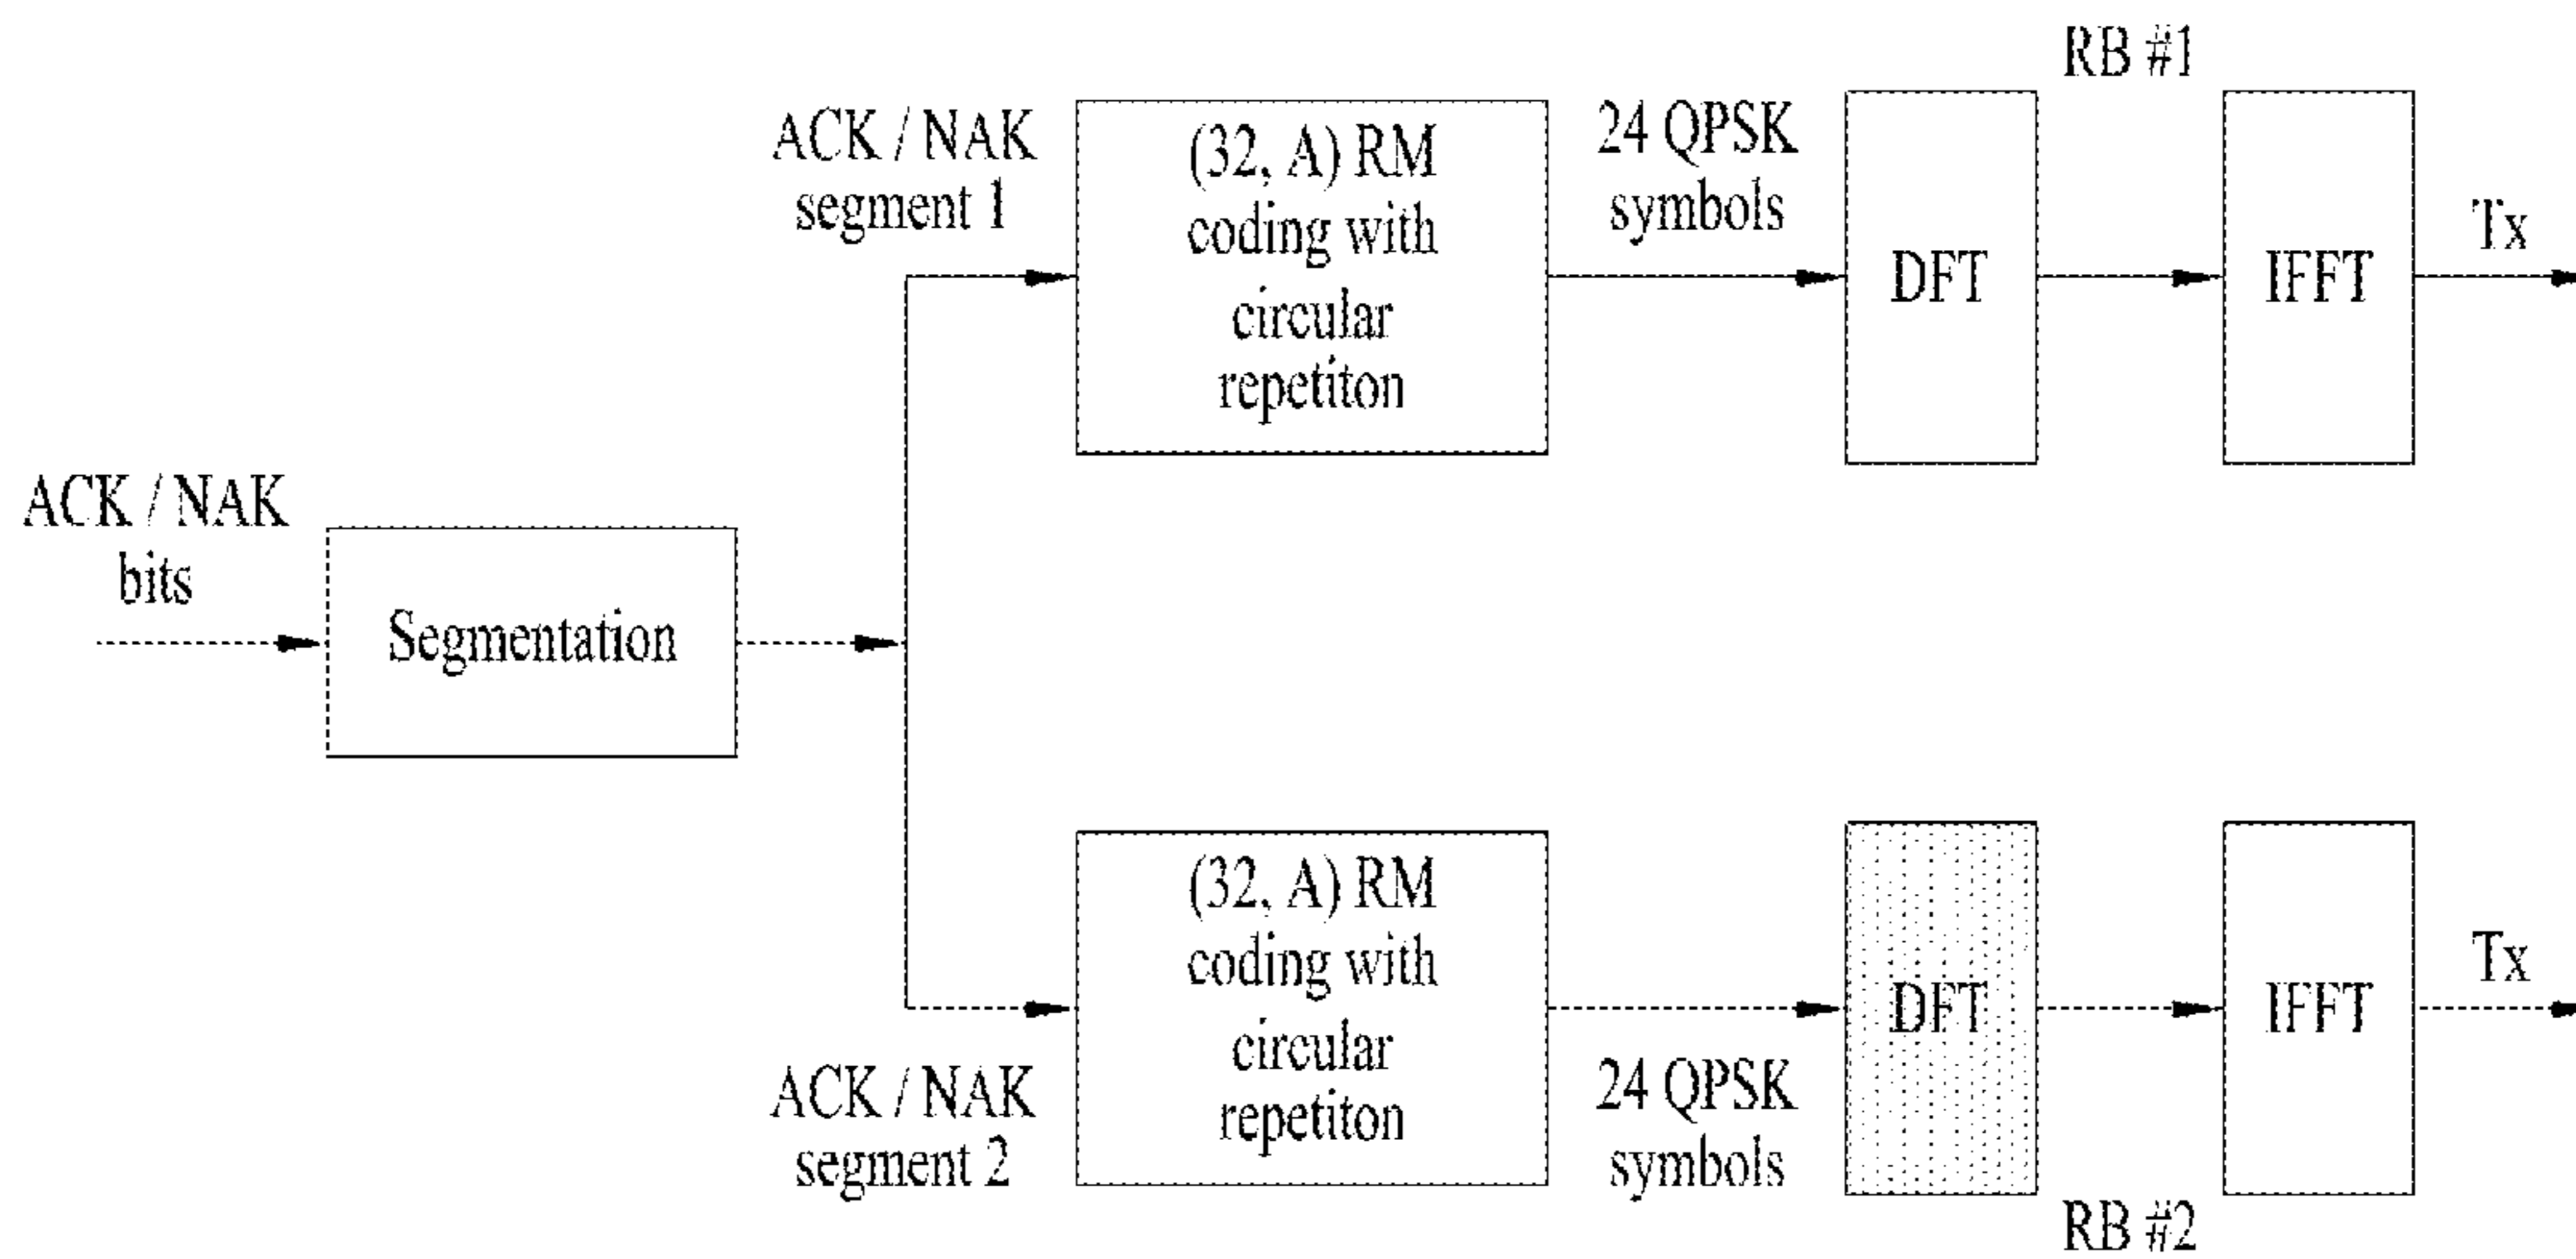 RB #1
ACK / NAK
segment 1
(32, A) RM
coding with
circular
repetiton
24 QPSK
symbols
DFT
IFFT
Tx
ACK / NAK
bits
Segmentation
(32, A) RM
coding with
circular
repetiton
ACK / NAK
segment 2
24 QPSK
symbols
DFT
IFFT
Tx
RB #2